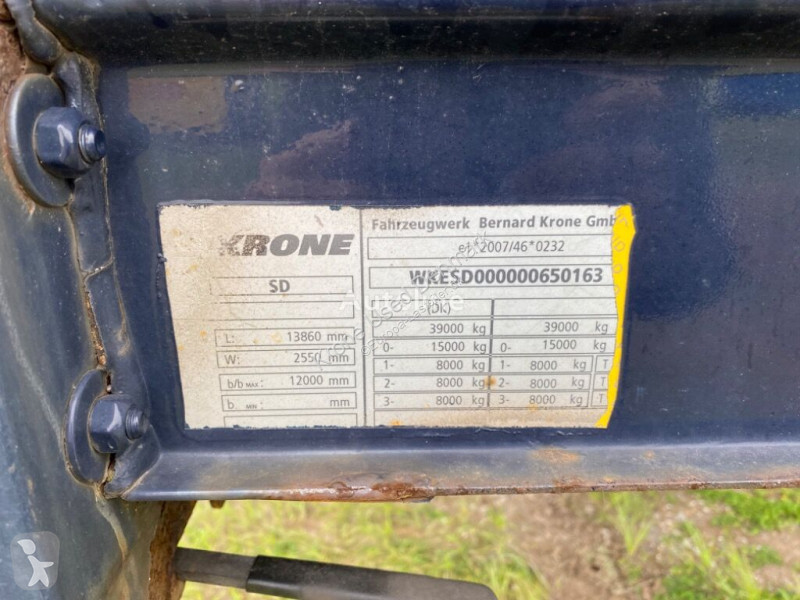 KRONE
SD
L: 13860 mm
W: 2550 mm
b/b MAX: 12000 mm
b. MIN: mm
Fahrzeugwerk Bernard Krone Gmb
2007/46*0232
WKESD000000650163
(DK)
39000 kg 39000 kg
0- 15000 kg 0- 15000 kg
1- 8000 kg 1- 8000 kg T
2- 8000 kg 2- 8000 kg T
3- 8000 kg 3- 8000 kg T
Autoline